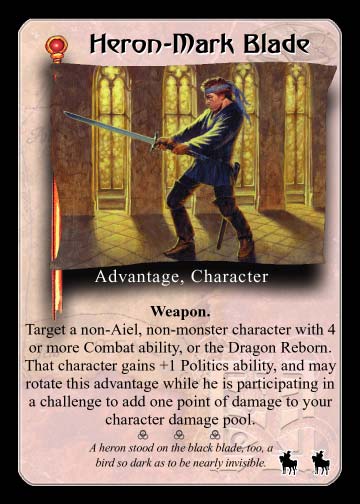 Heron-Mark Blade
Advantage, Character
Weapon.
Target a non-Aiel, non-monster character with 4
or more Combat ability, or the Dragon Reborn.
That character gains +1 Politics ability, and may
rotate this advantage while he is participating in
a challenge to add one point of damage to your
character damage pool.
A heron stood on the black blade, too, a
bird so dark as to be nearly invisible.